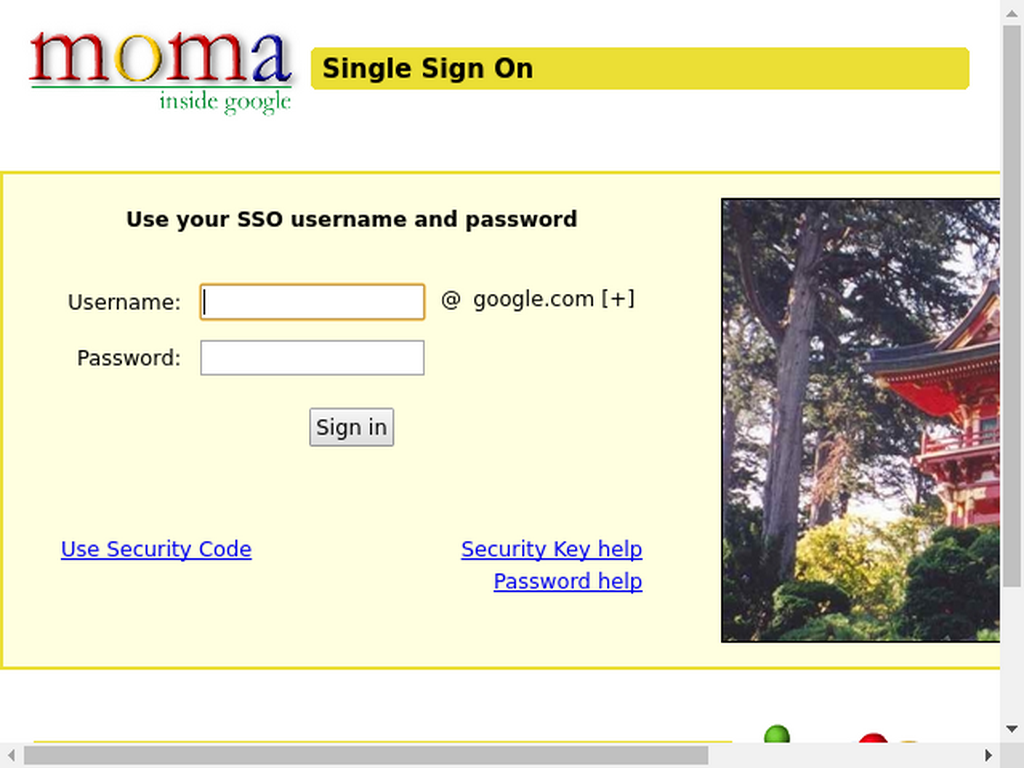 moma
inside google
Single Sign On
Use your SSO username and password
Username:
@ google.com [+]
Password:
Sign in
Use Security Code
Security Key help
Password help